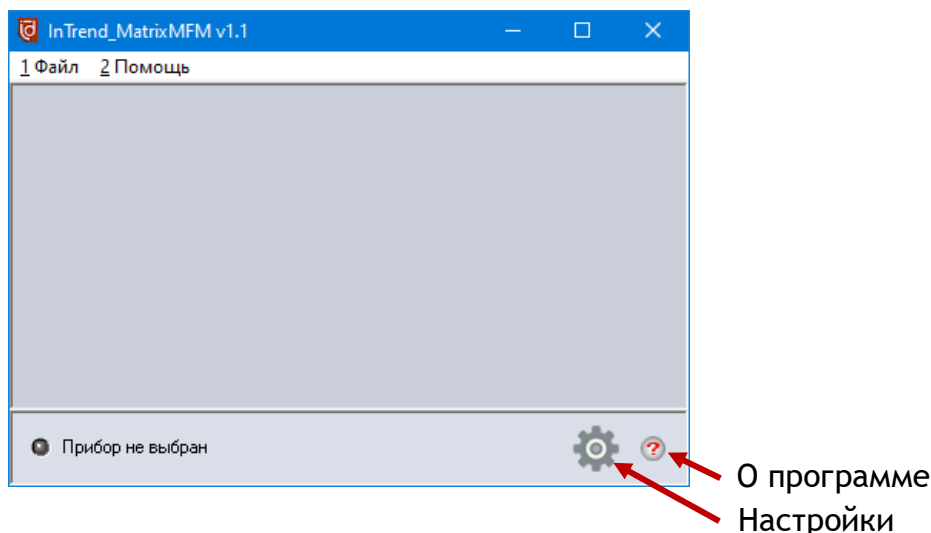 InTrend_MatrixMFM v1.1
1 Файл 2 Помощь
Прибор не выбран
?
О программе
Настройки